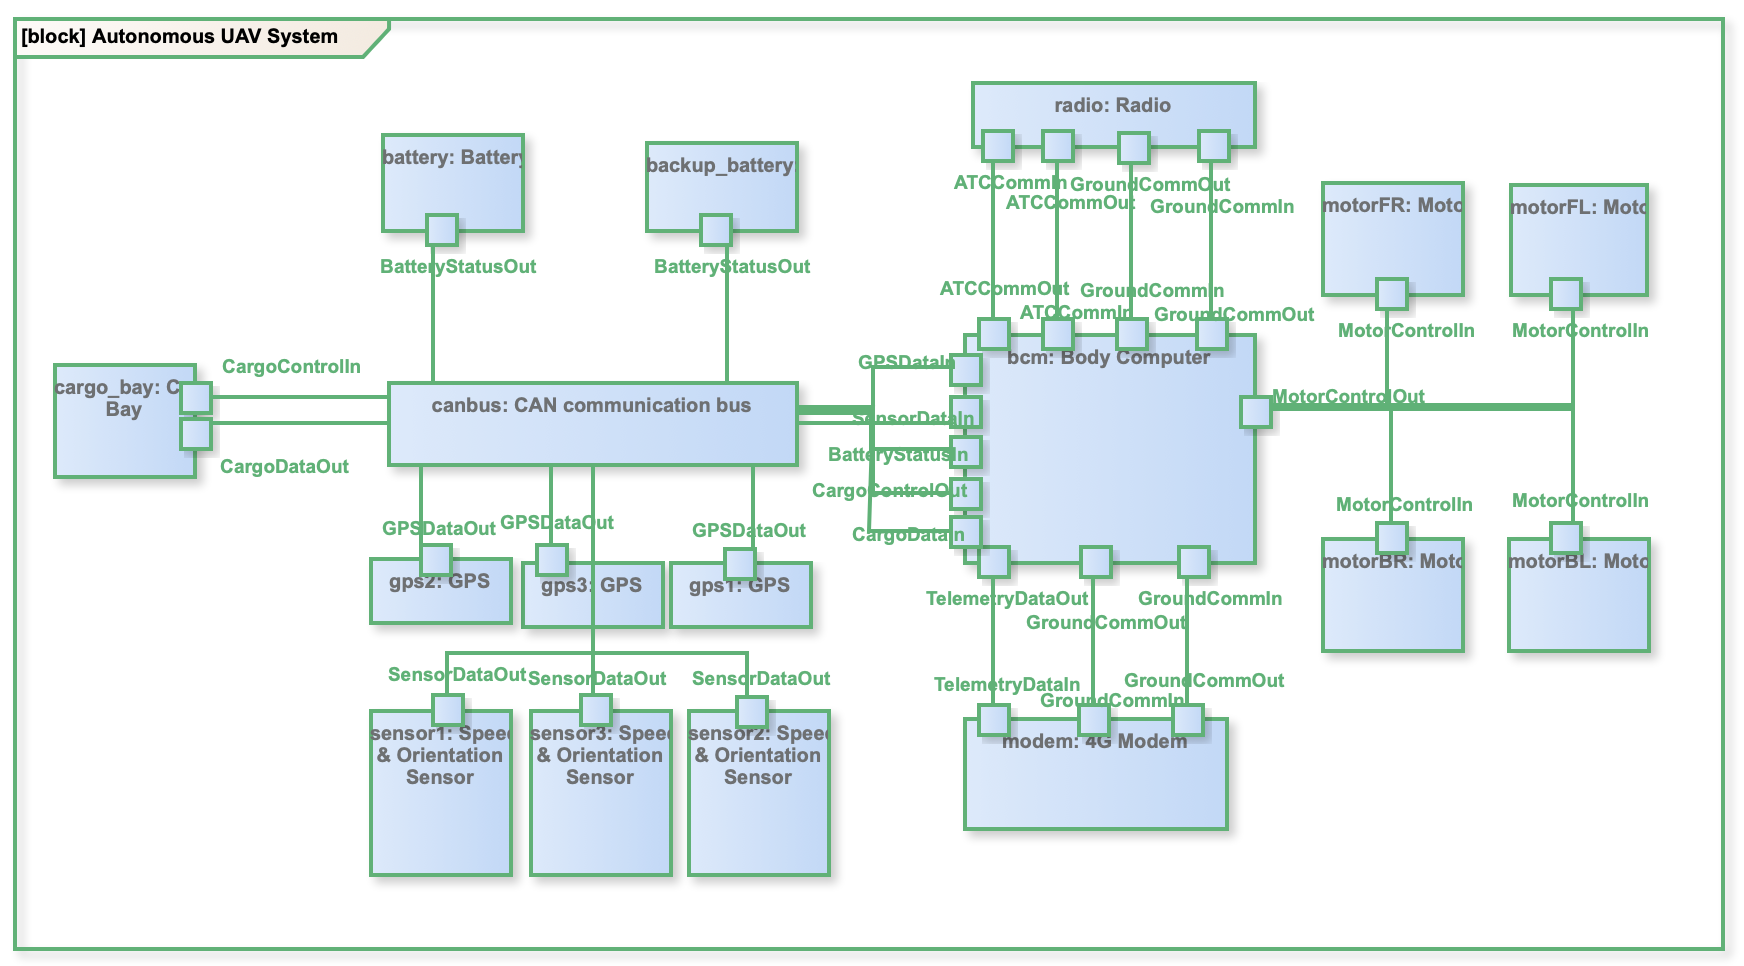 [block] Autonomous UAV System
radio: Radio
battery: Battery
backup_battery
ATCCommIn
GroundCommOut
ATCCommOut
GroundCommIn
motorFR: Moto
motorFL: Moto
BatteryStatusOut
BatteryStatusOut
ATCCommOut
GroundCommIn
ATCCommIn
GroundCommOut
MotorControlIn
MotorControlIn
CargoControlIn
GPSDataIn
bcm: Body Computer
cargo_bay: C
Bay
canbus: CAN communication bus
MotorControlOut
SensorDataIn
BatteryStatusIn
CargoDataOut
CargoControlOut
MotorControlIn
MotorControlIn
GPSDataOut
GPSDataOut
GPSDataOut
CargoDataIn
gps2: GPS
gps3: GPS
gps1: GPS
motorBR: Moto
motorBL: Moto
TelemetryDataOut
GroundCommIn
GroundCommOut
SensorDataOut
SensorDataOut
SensorDataOut
TelemetryDataIn
GroundCommOut
GroundCommIn
sensor1: Speed
& Orientation
Sensor
sensor3: Speed
& Orientation
Sensor
sensor2: Speed
& Orientation
Sensor
modem: 4G Modem